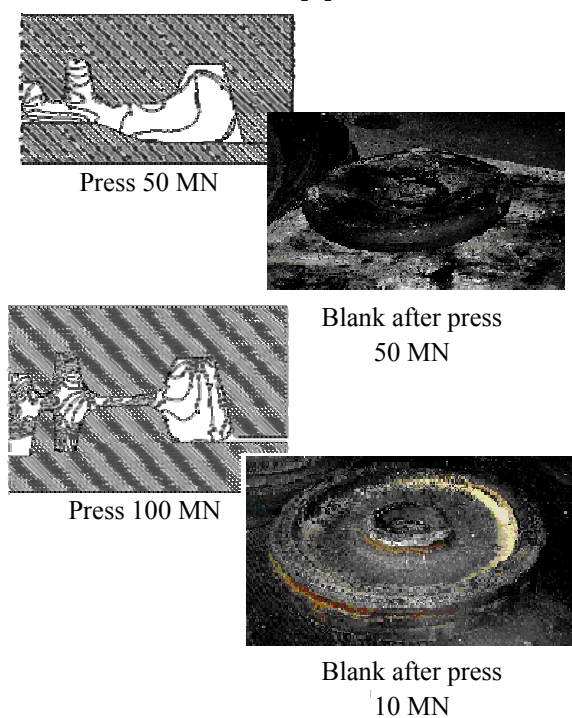 Press 50 MN
Blank after press
50 MN
Press 100 MN
Blank after press
10 MN